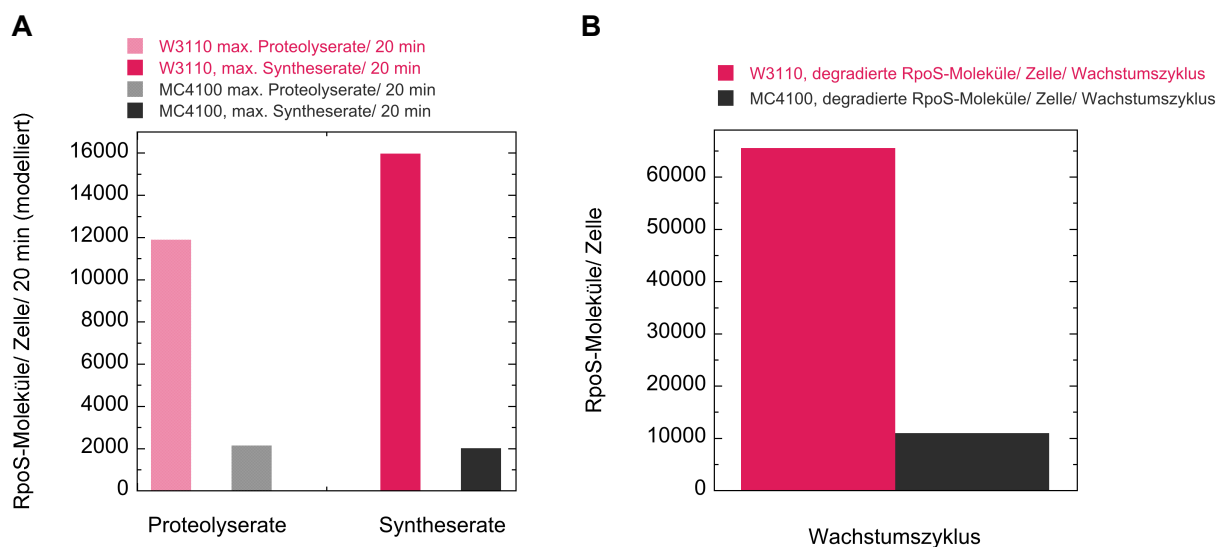 A
W3110 max. Proteolyserate/ 20 min
W3110, max. Syntheserate/ 20 min
MC4100 max. Proteolyserate/ 20 min
MC4100, max. Syntheserate/ 20 min
RpoS-Moleküle/ Zelle/ 20 min (modelliert)
16000
14000
12000
10000
8000
6000
4000
2000
0
Proteolyserate
Syntheserate
B
W3110, degradierte RpoS-Moleküle/ Zelle/ Wachstumszyklus
MC4100, degradierte RpoS-Moleküle/ Zelle/ Wachstumszyklus
RpoS-Moleküle/ Zelle
60000
50000
40000
30000
20000
10000
0
Wachstumszyklus